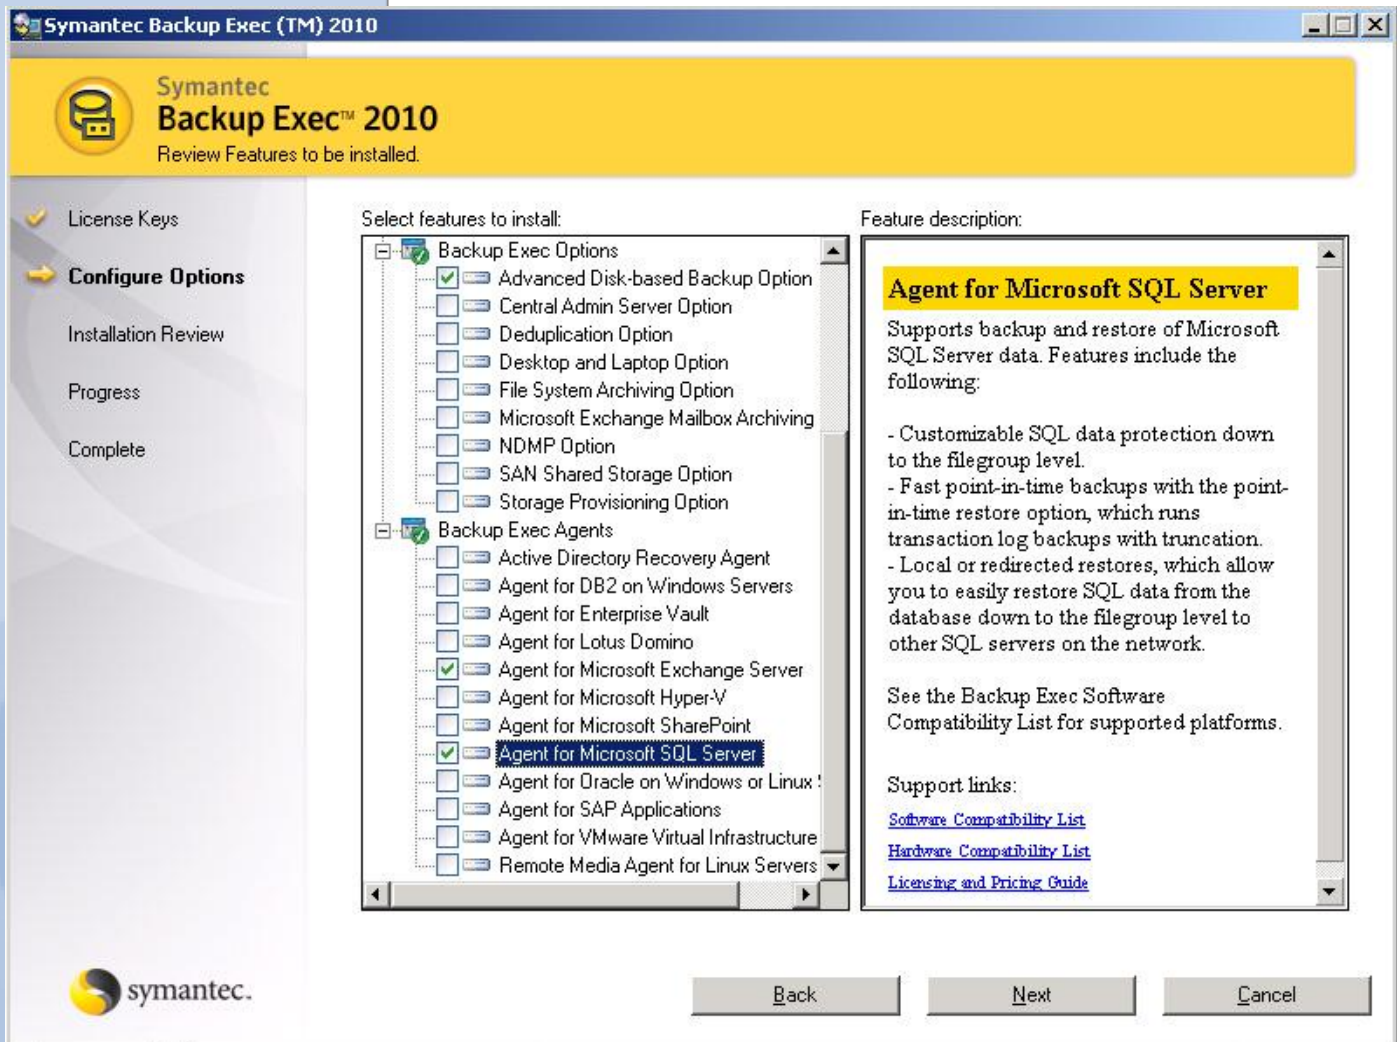 Symantec Backup Exec (TM) 2010
Symantec
Backup Exec™ 2010
Review Features to be installed.
License Keys
Configure Options
Installation Review
Progress
Complete
Select features to install:
Backup Exec Options
Advanced Disk-based Backup Option
Central Admin Server Option
Deduplication Option
Desktop and Laptop Option
File System Archiving Option
Microsoft Exchange Mailbox Archiving
NDMP Option
SAN Shared Storage Option
Storage Provisioning Option
Backup Exec Agents
Active Directory Recovery Agent
Agent for DB2 on Windows Servers
Agent for Enterprise Vault
Agent for Lotus Domino
Agent for Microsoft Exchange Server
Agent for Microsoft Hyper-V
Agent for Microsoft SharePoint
Agent for Microsoft SQL Server
Agent for Oracle on Windows or Linux
Agent for SAP Applications
Agent for VMware Virtual Infrastructure
Remote Media Agent for Linux Servers
Feature description:
Agent for Microsoft SQL Server
Supports backup and restore of Microsoft
SQL Server data. Features include the
following:
- Customizable SQL data protection down
to the filegroup level.
- Fast point-in-time backups with the point-
in-time restore option, which runs
transaction log backups with truncation.
- Local or redirected restores, which allow
you to easily restore SQL data from the
database down to the filegroup level to
other SQL servers on the network.
See the Backup Exec Software
Compatibility List for supported platforms.
Support links:
Software Compatibility List
Hardware Compatibility List
Licensing and Pricing Guide
symantec.
Back
Next
Cancel